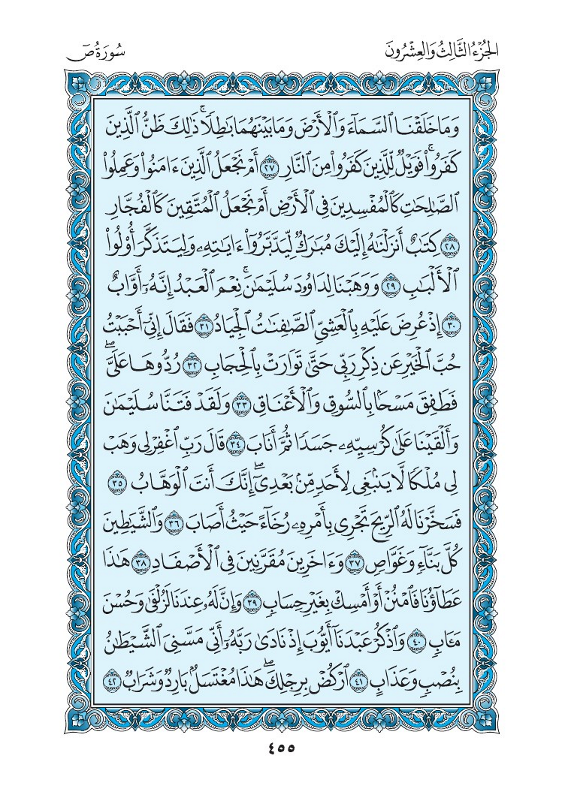 الجزء الثالث والعشرون
سورة ص
وَمَا خَلَقْنَا ٱلسَّمَآءَ وَٱلْأَرْضَ وَمَا بَيْنَهُمَا بَٰطِلًا ۚ ذَٰلِكَ ظَنُّ ٱلَّذِينَ
كَفَرُوا۟ ۚ فَوَيْلٌ لِّلَّذِينَ كَفَرُوا۟ مِنَ ٱلنَّارِ ٢٧ أَمْ نَجْعَلُ ٱلَّذِينَ ءَامَنُوا۟ وَعَمِلُوا۟
ٱلصَّٰلِحَٰتِ كَٱلْمُفْسِدِينَ فِى ٱلْأَرْضِ أَمْ نَجْعَلُ ٱلْمُتَّقِينَ كَٱلْفُجَّارِ
٢٨ كِتَٰبٌ أَنزَلْنَٰهُ إِلَيْكَ مُبَٰرَكٌ لِّيَدَّبَّرُوٓا۟ ءَايَٰتِهِۦ وَلِيَتَذَكَّرَ أُو۟لُوا۟
ٱلْأَلْبَٰبِ ٢٩ وَوَهَبْنَا لِدَاوُۥدَ سُلَيْمَٰنَ ۚ نِعْمَ ٱلْعَبْدُ ۖ إِنَّهُۥٓ أَوَّابٌ
٣٠ إِذْ عُرِضَ عَلَيْهِ بِٱلْعَشِىِّ ٱلصَّٰفِنَٰتُ ٱلْجِيَادُ ٣١ فَقَالَ إِنِّىٓ أَحْبَبْتُ
حُبَّ ٱلْخَيْرِ عَن ذِكْرِ رَبِّى حَتَّىٰ تَوَارَتْ بِٱلْحِجَابِ ٣٢ رُدُّوهَا عَلَىَّ ۖ
فَطَفِقَ مَسْحًۢا بِٱلسُّوقِ وَٱلْأَعْنَاقِ ٣٣ وَلَقَدْ فَتَنَّا سُلَيْمَٰنَ
وَأَلْقَيْنَا عَلَىٰ كُرْسِيِّهِۦ جَسَدًا ثُمَّ أَنَابَ ٣٤ قَالَ رَبِّ ٱغْفِرْ لِى وَهَبْ
لِى مُلْكًا لَّا يَنۢبَغِى لِأَحَدٍ مِّنۢ بَعْدِىٓ ۖ إِنَّكَ أَنتَ ٱلْوَهَّابُ ٣٥
فَسَخَّرْنَا لَهُ ٱلرِّيحَ تَجْرِى بِأَمْرِهِۦ رُخَآءً حَيْثُ أَصَابَ ٣٦ وَٱلشَّيَٰطِينَ
كُلَّ بَنَّآءٍ وَغَوَّاصٍ ٣٧ وَءَاخَرِينَ مُقَرَّنِينَ فِى ٱلْأَصْفَادِ ٣٨ هَٰذَا
عَطَآؤُنَا فَٱمْنُنْ أَوْ أَمْسِكْ بِغَيْرِ حِسَابٍ ٣٩ وَإِنَّ لَهُۥ عِندَنَا لَزُلْفَىٰ وَحُسْنَ
مَـَٔابٍ ٤٠ وَٱذْكُرْ عَبْدَنَآ أَيُّوبَ إِذْ نَادَىٰ رَبَّهُۥٓ أَنِّى مَسَّنِىَ ٱلشَّيْطَٰنُ
بِنُصْبٍ وَعَذَابٍ ٤١ ٱرْكُضْ بِرِجْلِكَ ۖ هَٰذَا مُغْتَسَلٌۢ بَارِدٌ وَشَرَابٌ ٤٢
٤٥٥